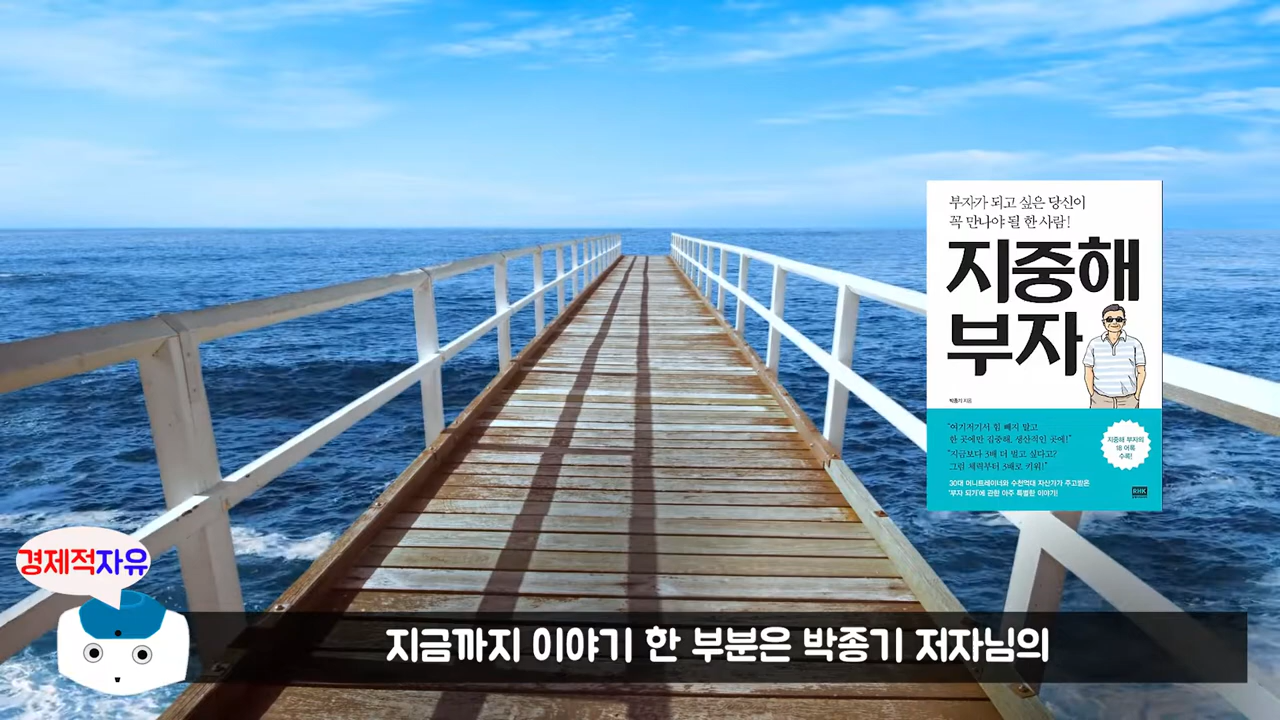 부자가 되고 싶은 당신이
꼭 만나야 될 한 사람!
지중해
부자
박종기 지음
"여기저기서 힘 빼지 말고
한 곳에만 집중해. 생산적인 곳에!"
"지금보다 3배 더 벌고 싶다고?
그럼 체력부터 3배로 키워!"
지중해 부자의
18 어록
수록!
30대 머니트레이너와 수천억대 자산가가 주고받은
'부자 되기'에 관한 아주 특별한 이야기!
RHK
경제적자유
지금까지 이야기 한 부분은 박종기 저자님의